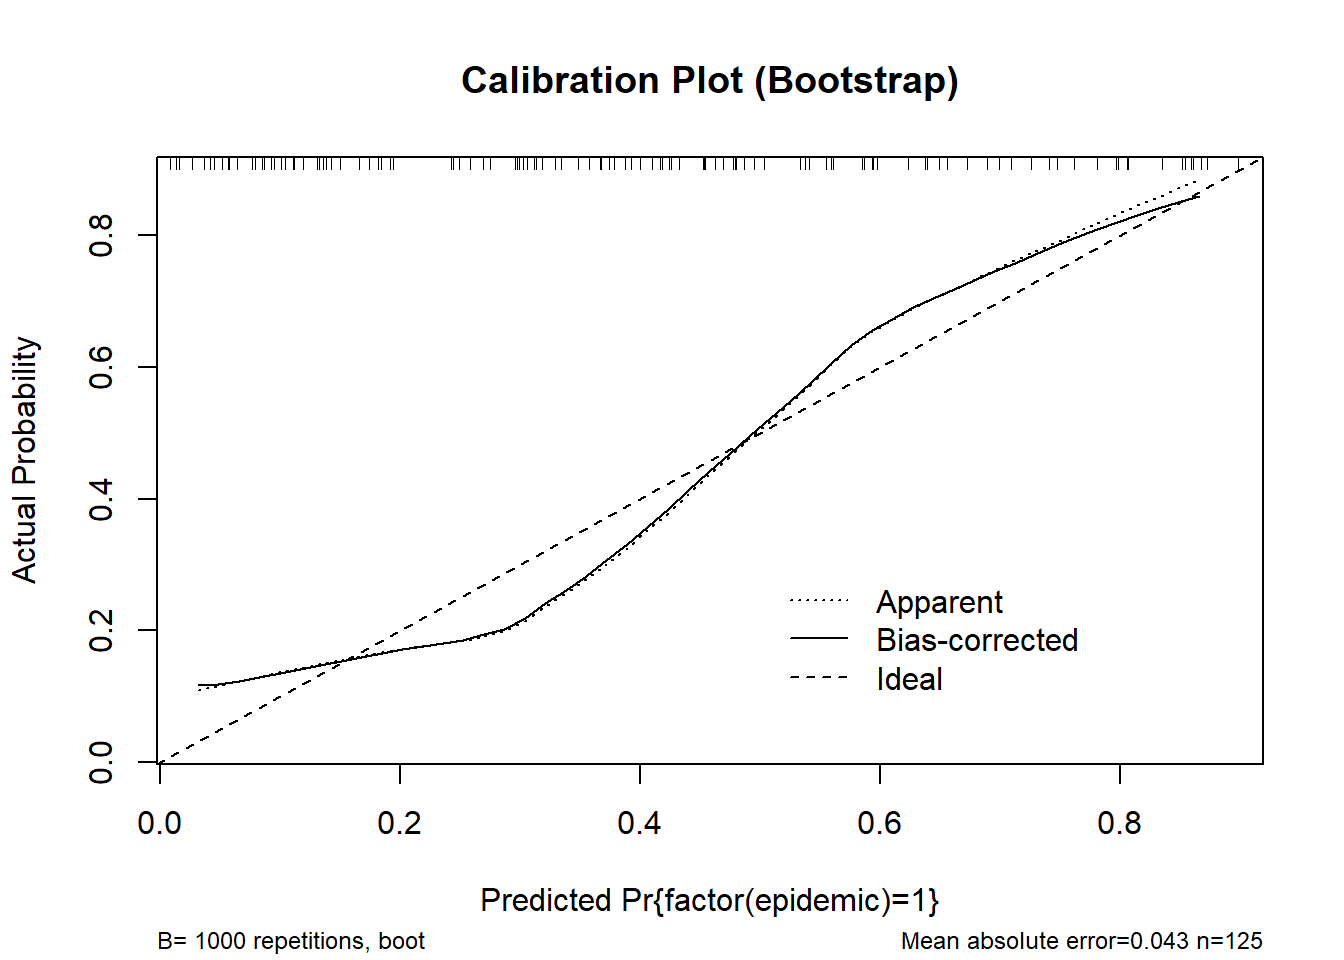 Calibration Plot (Bootstrap)
Actual Probability
0.8
0.6
0.4
0.2
0.0
Apparent
Bias-corrected
Ideal
0.0 0.2 0.4 0.6 0.8
Predicted Pr{factor(epidemic)=1}
B= 1000 repetitions, boot
Mean absolute error=0.043 n=125